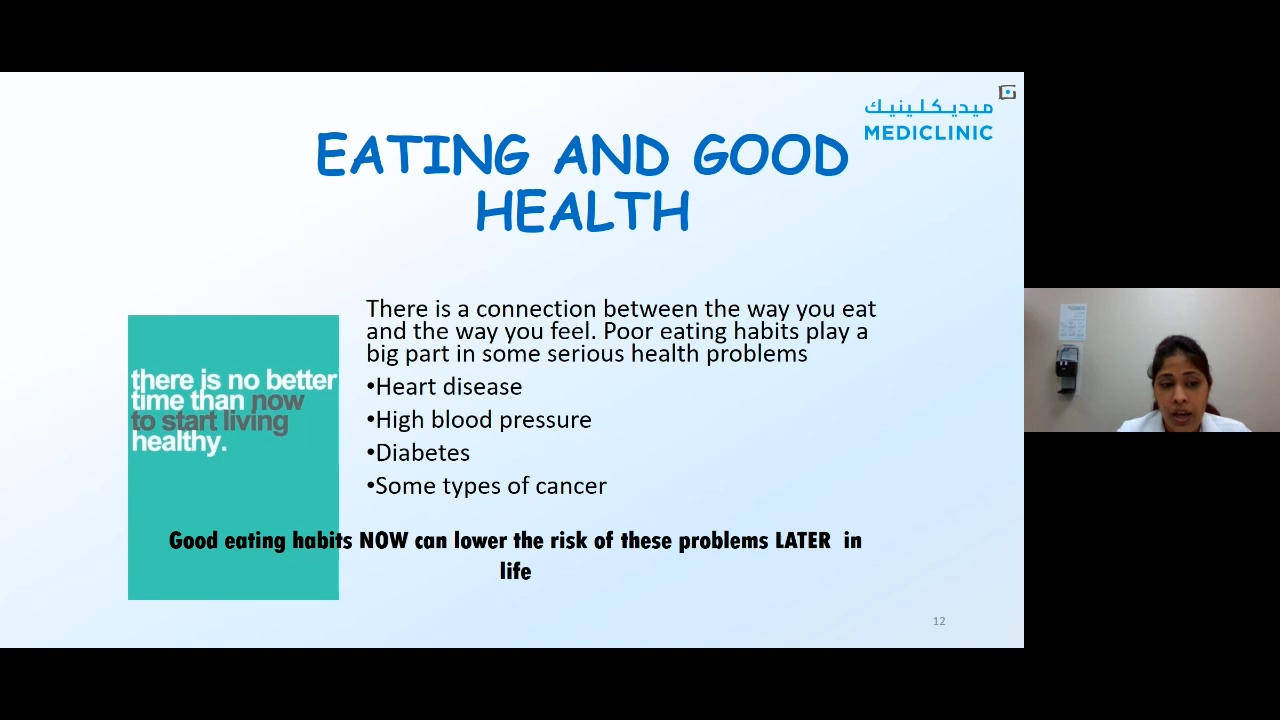 ميديكلينيك
MEDICLINIC
EATING AND GOOD
HEALTH
There is a connection between the way you eat
and the way you feel. Poor eating habits play a
big part in some serious health problems
•Heart disease
•High blood pressure
•Diabetes
•Some types of cancer
there is no better
time than now
to start living
healthy.
Good eating habits NOW can lower the risk of these problems LATER in
life
12